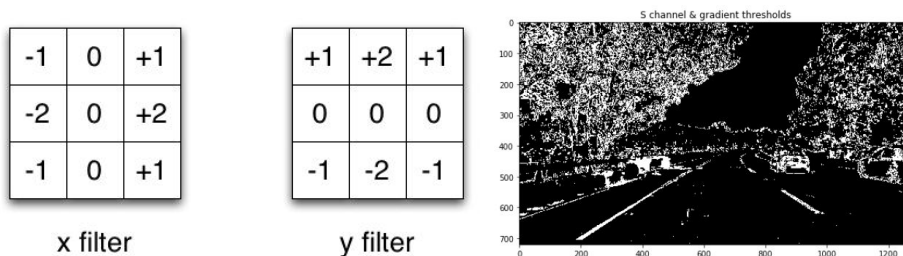 -1 0 +1
-2 0 +2
-1 0 +1
x filter
+1 +2 +1
0 0 0
-1 -2 -1
y filter
S channel & gradient thresholds
0
100
200
300
400
500
600
700
0 200 400 600 800 1000 1200